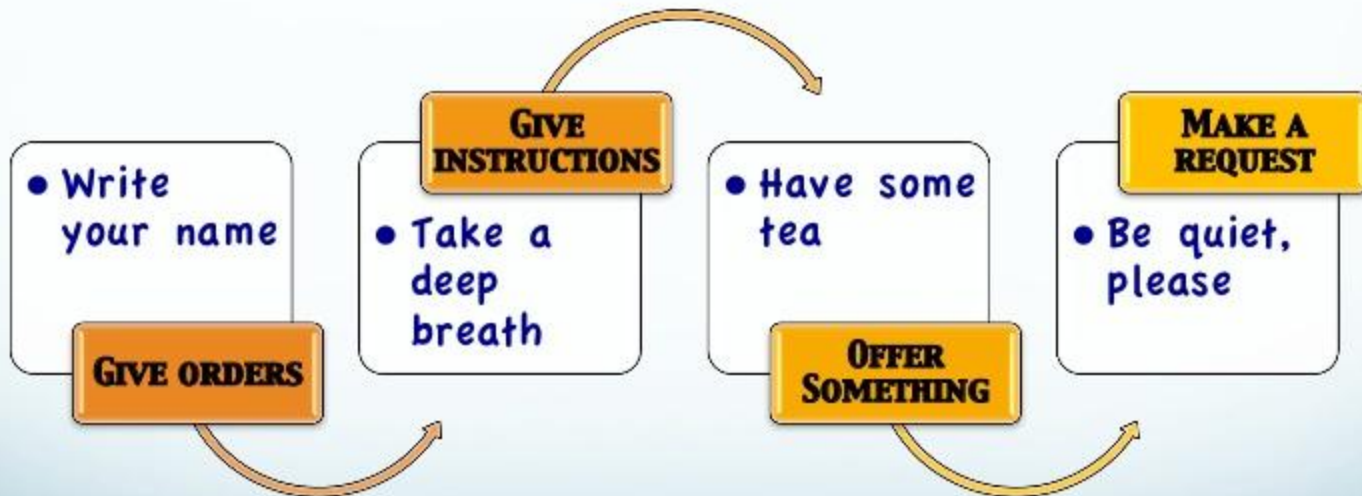 • Write
your name
GIVE ORDERS
GIVE
INSTRUCTIONS
• Take a
deep
breath
• Have some
tea
OFFER
SOMETHING
MAKE A
REQUEST
• Be quiet,
please